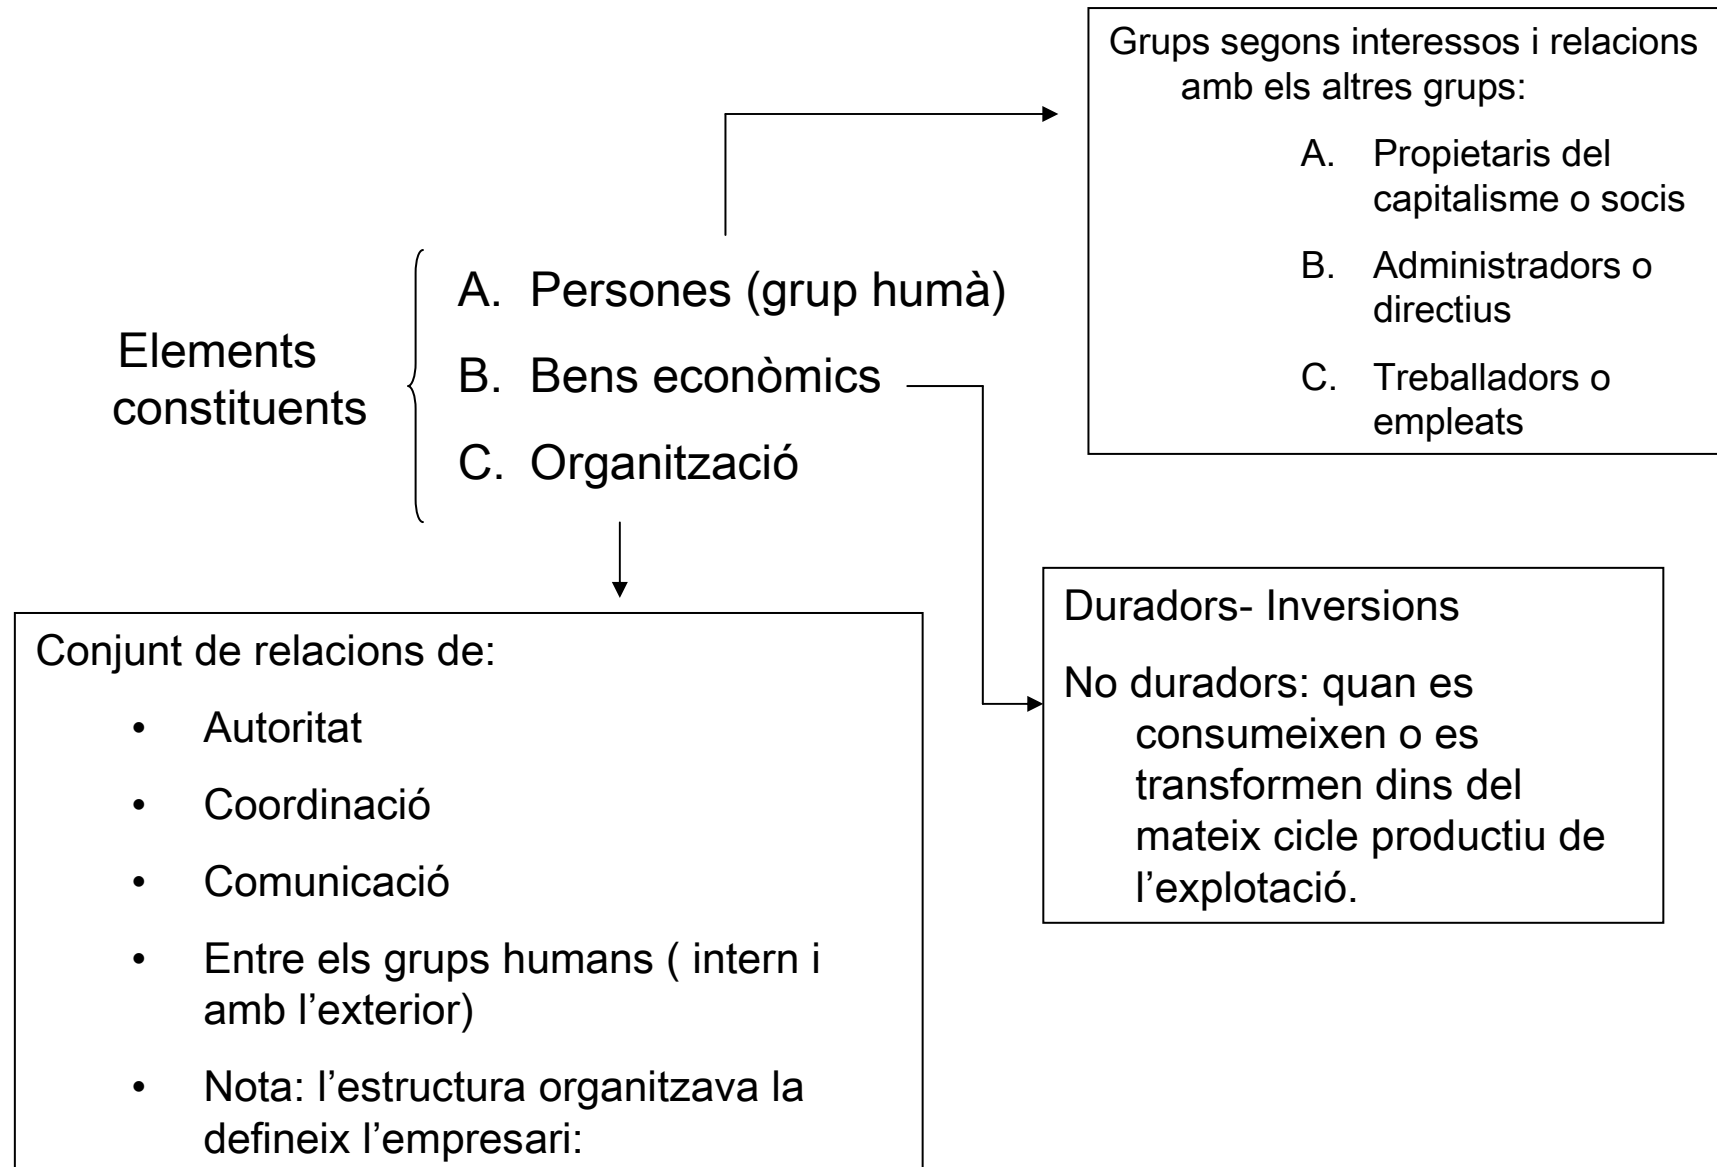 Grups segons interessos i relacions
amb els altres grups:
A. Propietaris del
capitalisme o socis
B. Administradors o
directius
C. Treballadors o
empleats
Elements
constituents
A. Persones (grup humà)
B. Bens econòmics
C. Organització
Duradors- Inversions
No duradors: quan es
consumeixen o es
transformen dins del
mateix cicle productiu de
l’explotació.
Conjunt de relacions de:
• Autoritat
• Coordinació
• Comunicació
• Entre els grups humans ( intern i
amb l’exterior)
• Nota: l’estructura organitzava la
defineix l’empresari: